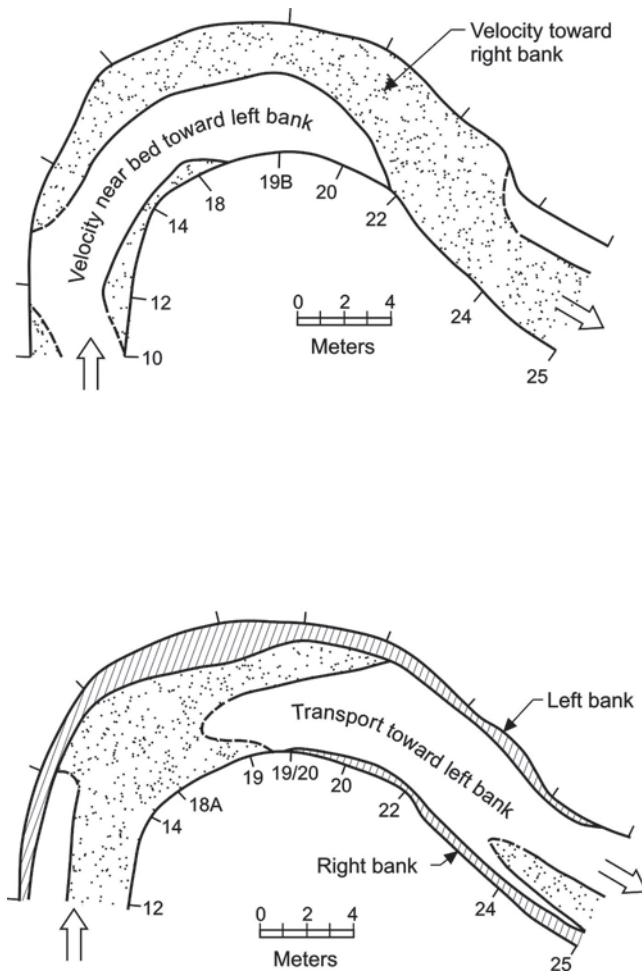 Velocity toward
right bank
Velocity near bed toward left bank
19B
20
18
22
14
12
24
10
0 2 4
Meters
25
Transport toward left bank
Left bank
19
19/20
20
18A
22
14
Right bank
12
24
0 2 4
Meters
25